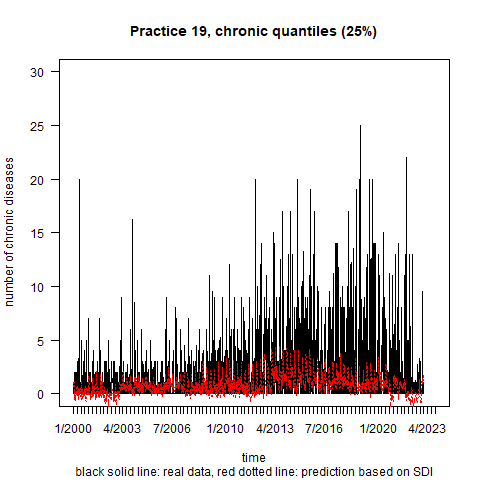 Practice 19, chronic quantiles (25%)
number of chronic diseases
30
25
20
15
10
5
0
1/2000 4/2003 7/2006 1/2010 4/2013 7/2016 1/2020 4/2023
time
black solid line: real data, red dotted line: prediction based on SDI